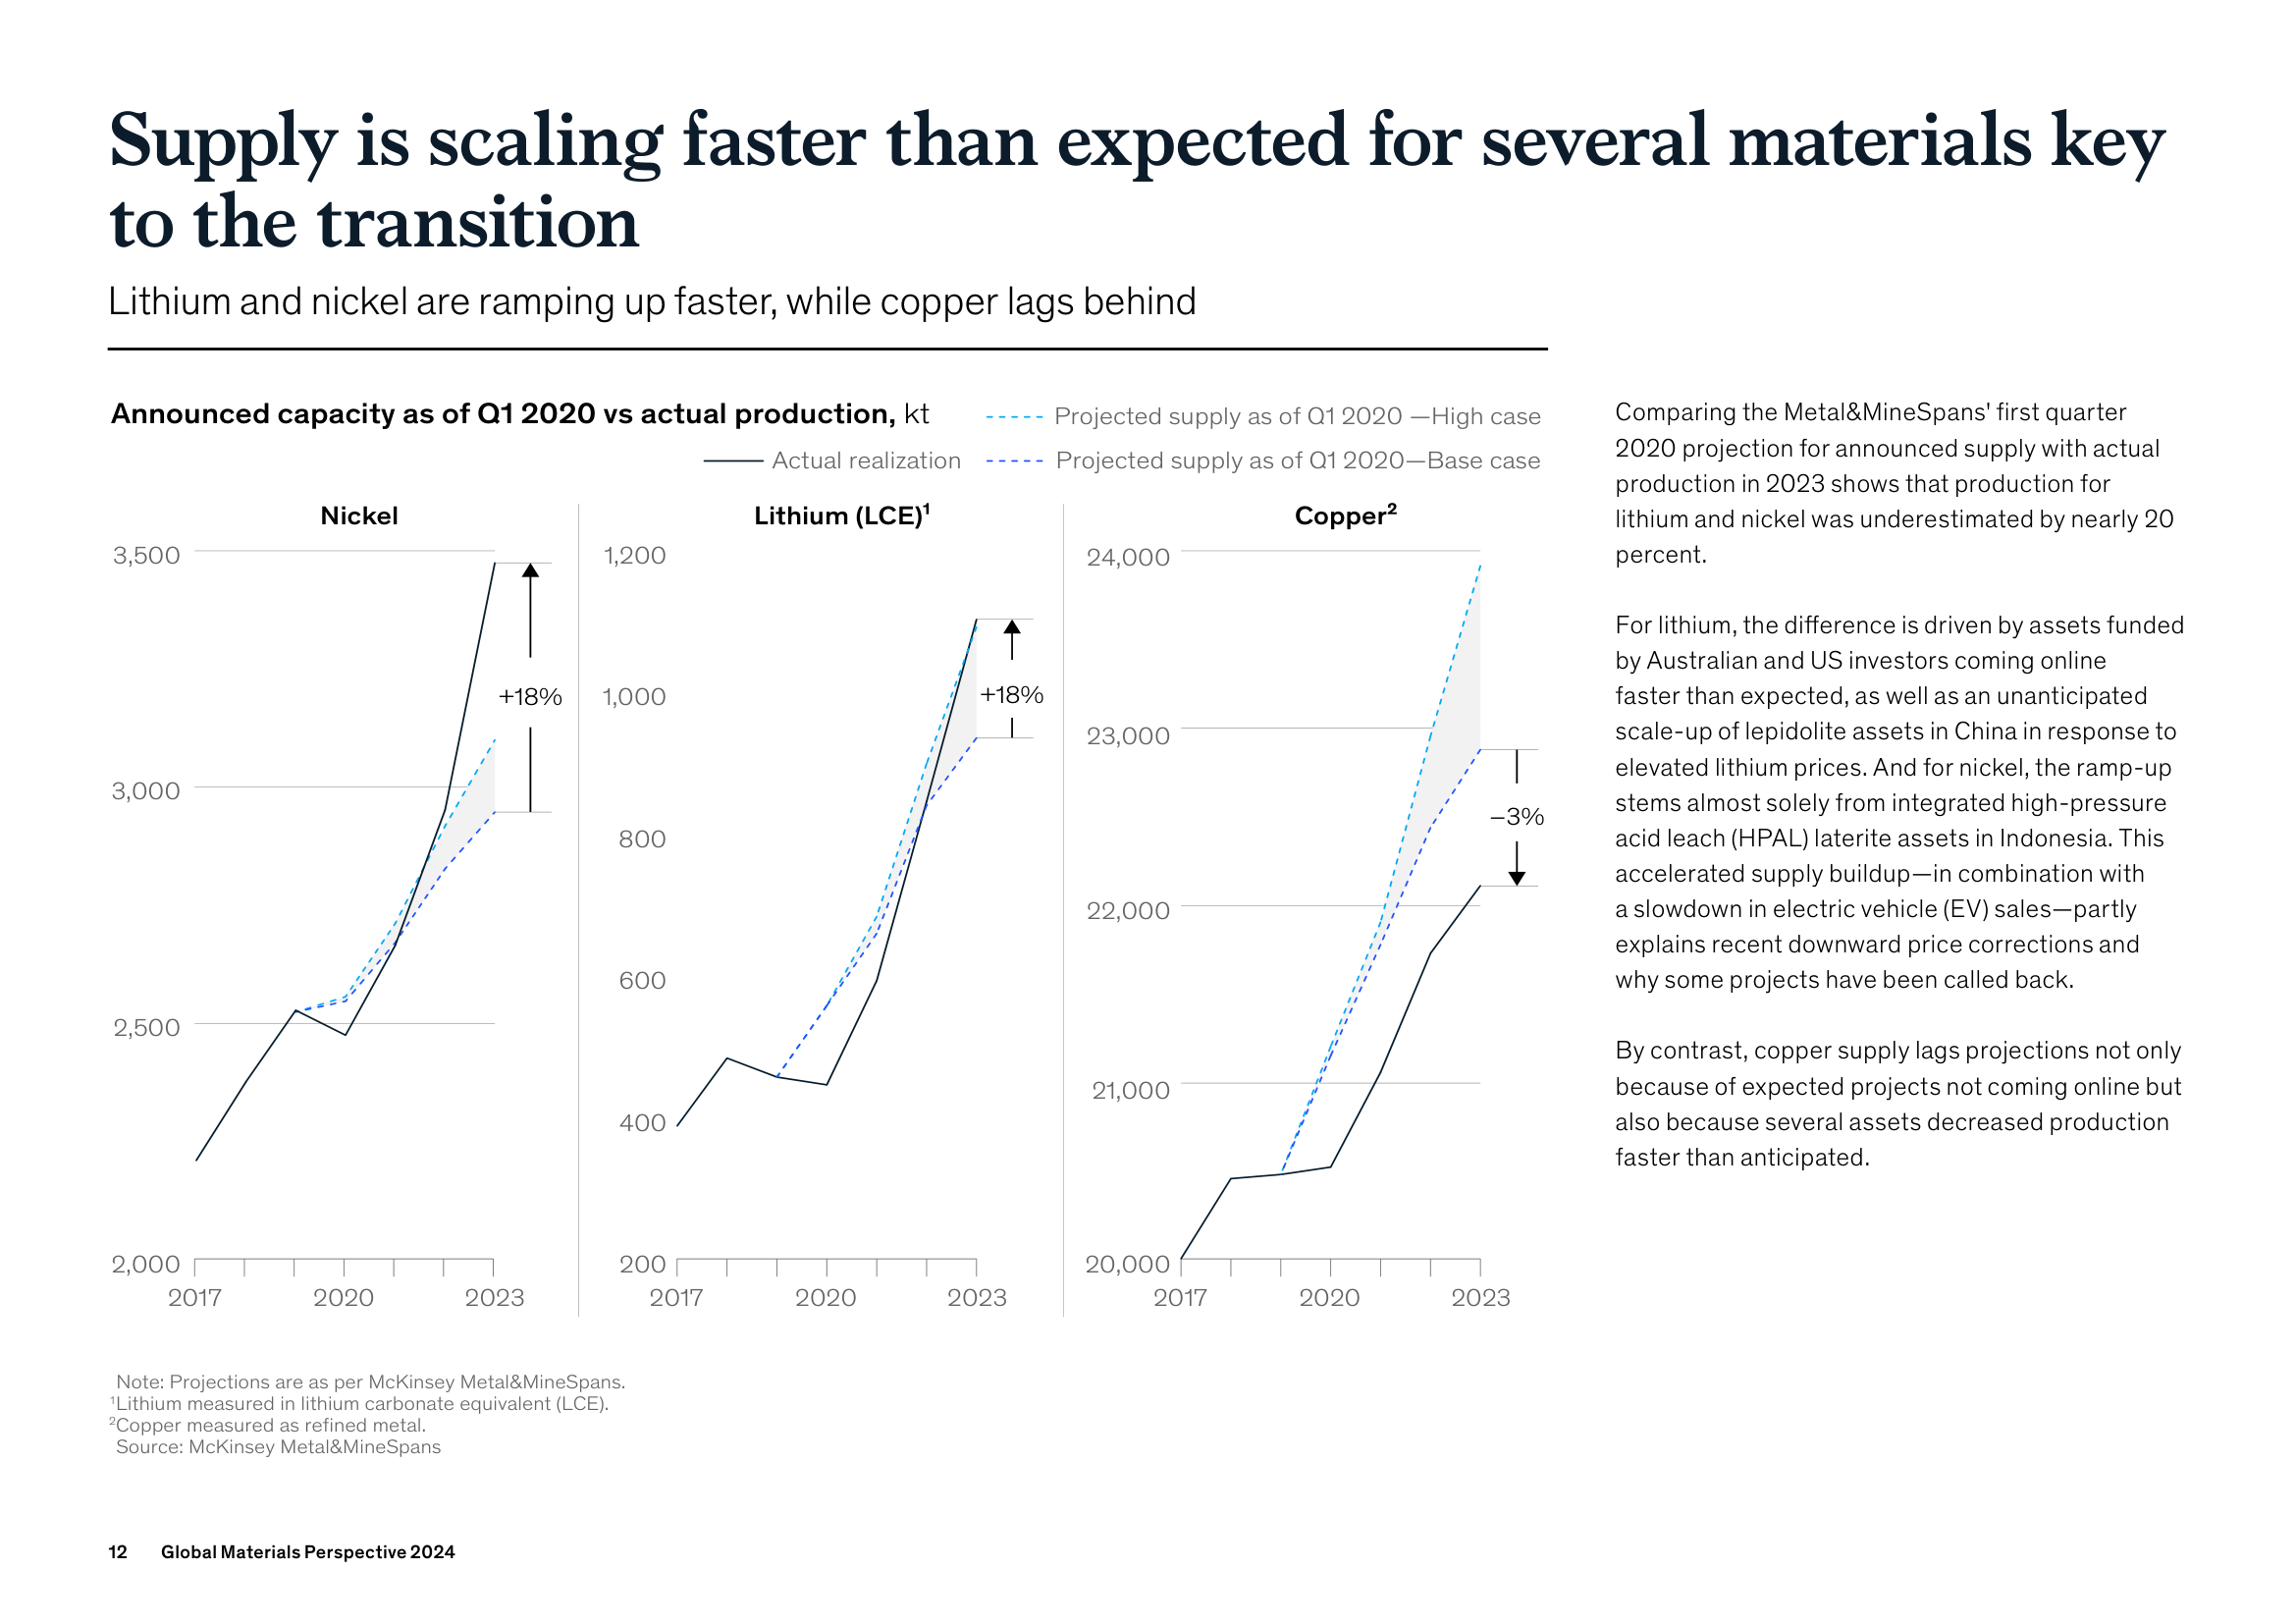 Supply is scaling faster than expected for several materials key
to the transition
Lithium and nickel are ramping up faster, while copper lags behind
Announced capacity as of Q1 2020 vs actual production, kt
Projected supply as of Q1 2020 —High case
Actual realization
Projected supply as of Q1 2020—Base case
Nickel
3,500
3,000
2,500
2,000
+18%
2017
2020
2023
Lithium (LCE)¹
1,200
1,000
800
600
400
200
+18%
2017
2020
2023
Copper²
24,000
23,000
22,000
21,000
20,000
−3%
2017
2020
2023
Comparing the Metal&MineSpans' first quarter
2020 projection for announced supply with actual
production in 2023 shows that production for
lithium and nickel was underestimated by nearly 20
percent.
For lithium, the difference is driven by assets funded
by Australian and US investors coming online
faster than expected, as well as an unanticipated
scale-up of lepidolite assets in China in response to
elevated lithium prices. And for nickel, the ramp-up
stems almost solely from integrated high-pressure
acid leach (HPAL) laterite assets in Indonesia. This
accelerated supply buildup—in combination with
a slowdown in electric vehicle (EV) sales—partly
explains recent downward price corrections and
why some projects have been called back.
By contrast, copper supply lags projections not only
because of expected projects not coming online but
also because several assets decreased production
faster than anticipated.
Note: Projections are as per McKinsey Metal&MineSpans.
¹Lithium measured in lithium carbonate equivalent (LCE).
²Copper measured as refined metal.
Source: McKinsey Metal&MineSpans
12 Global Materials Perspective 2024